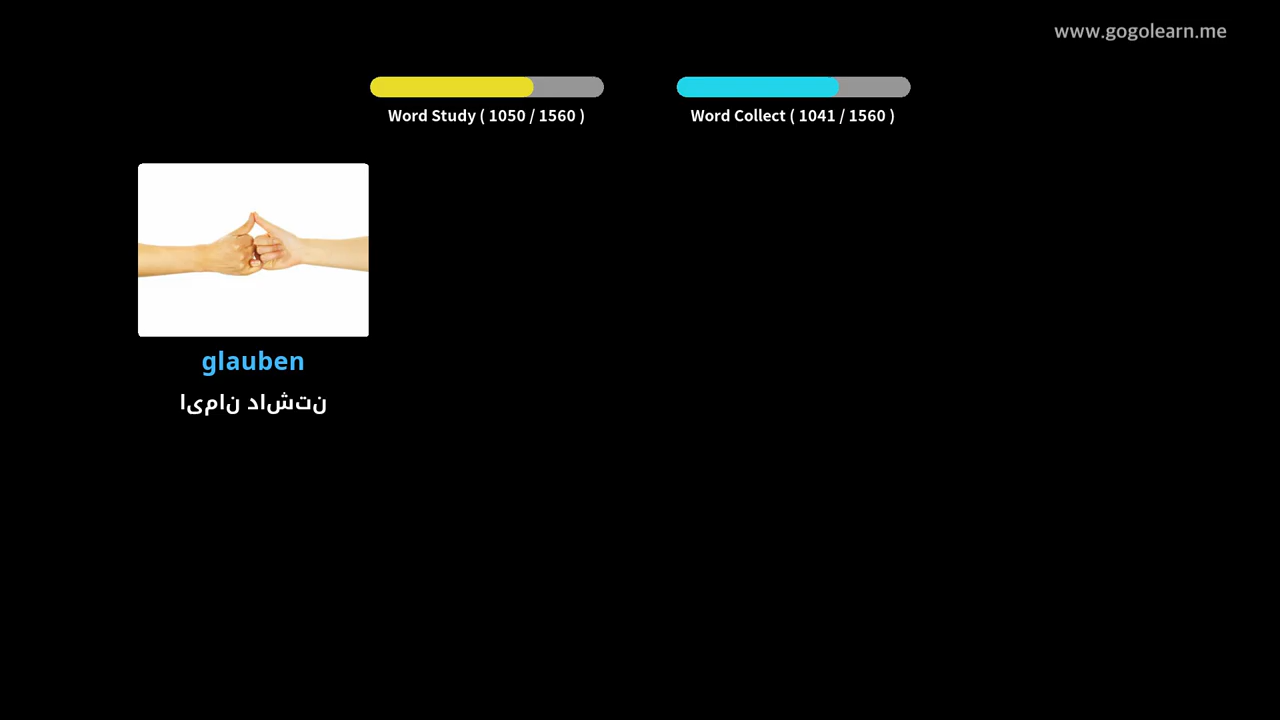 www.gogolearn.me
Word Study ( 1050 / 1560 )
Word Collect ( 1041 / 1560 )
glauben
ایمان داشتن